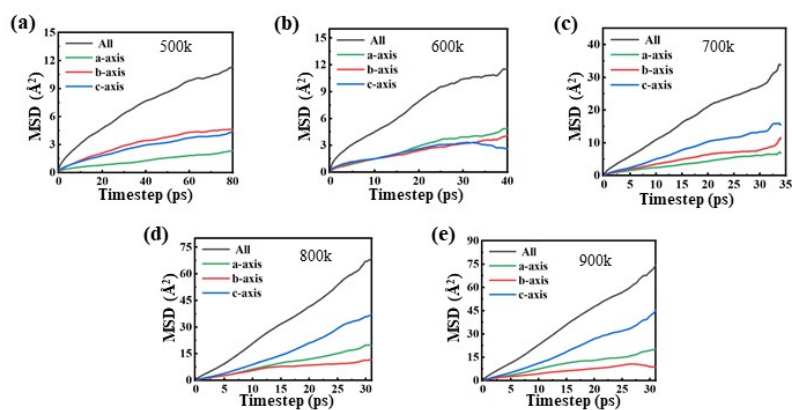 (a)
500k
All
a-axis
b-axis
c-axis
MSD (Å²)
15
12
9
6
3
0
0 20 40 60 80
Timestep (ps)
(b)
600k
All
a-axis
b-axis
c-axis
MSD (Å²)
15
12
9
6
3
0
0 10 20 30 40
Timestep (ps)
(c)
700k
All
a-axis
b-axis
c-axis
MSD (Å²)
40
30
20
10
0
0 5 10 15 20 25 30 35
Timestep (ps)
(d)
800k
All
a-axis
b-axis
c-axis
MSD (Å²)
75
60
45
30
15
0
0 5 10 15 20 25 30
Timestep (ps)
(e)
900k
All
a-axis
b-axis
c-axis
MSD (Å²)
90
75
60
45
30
15
0
0 5 10 15 20 25 30
Timestep (ps)